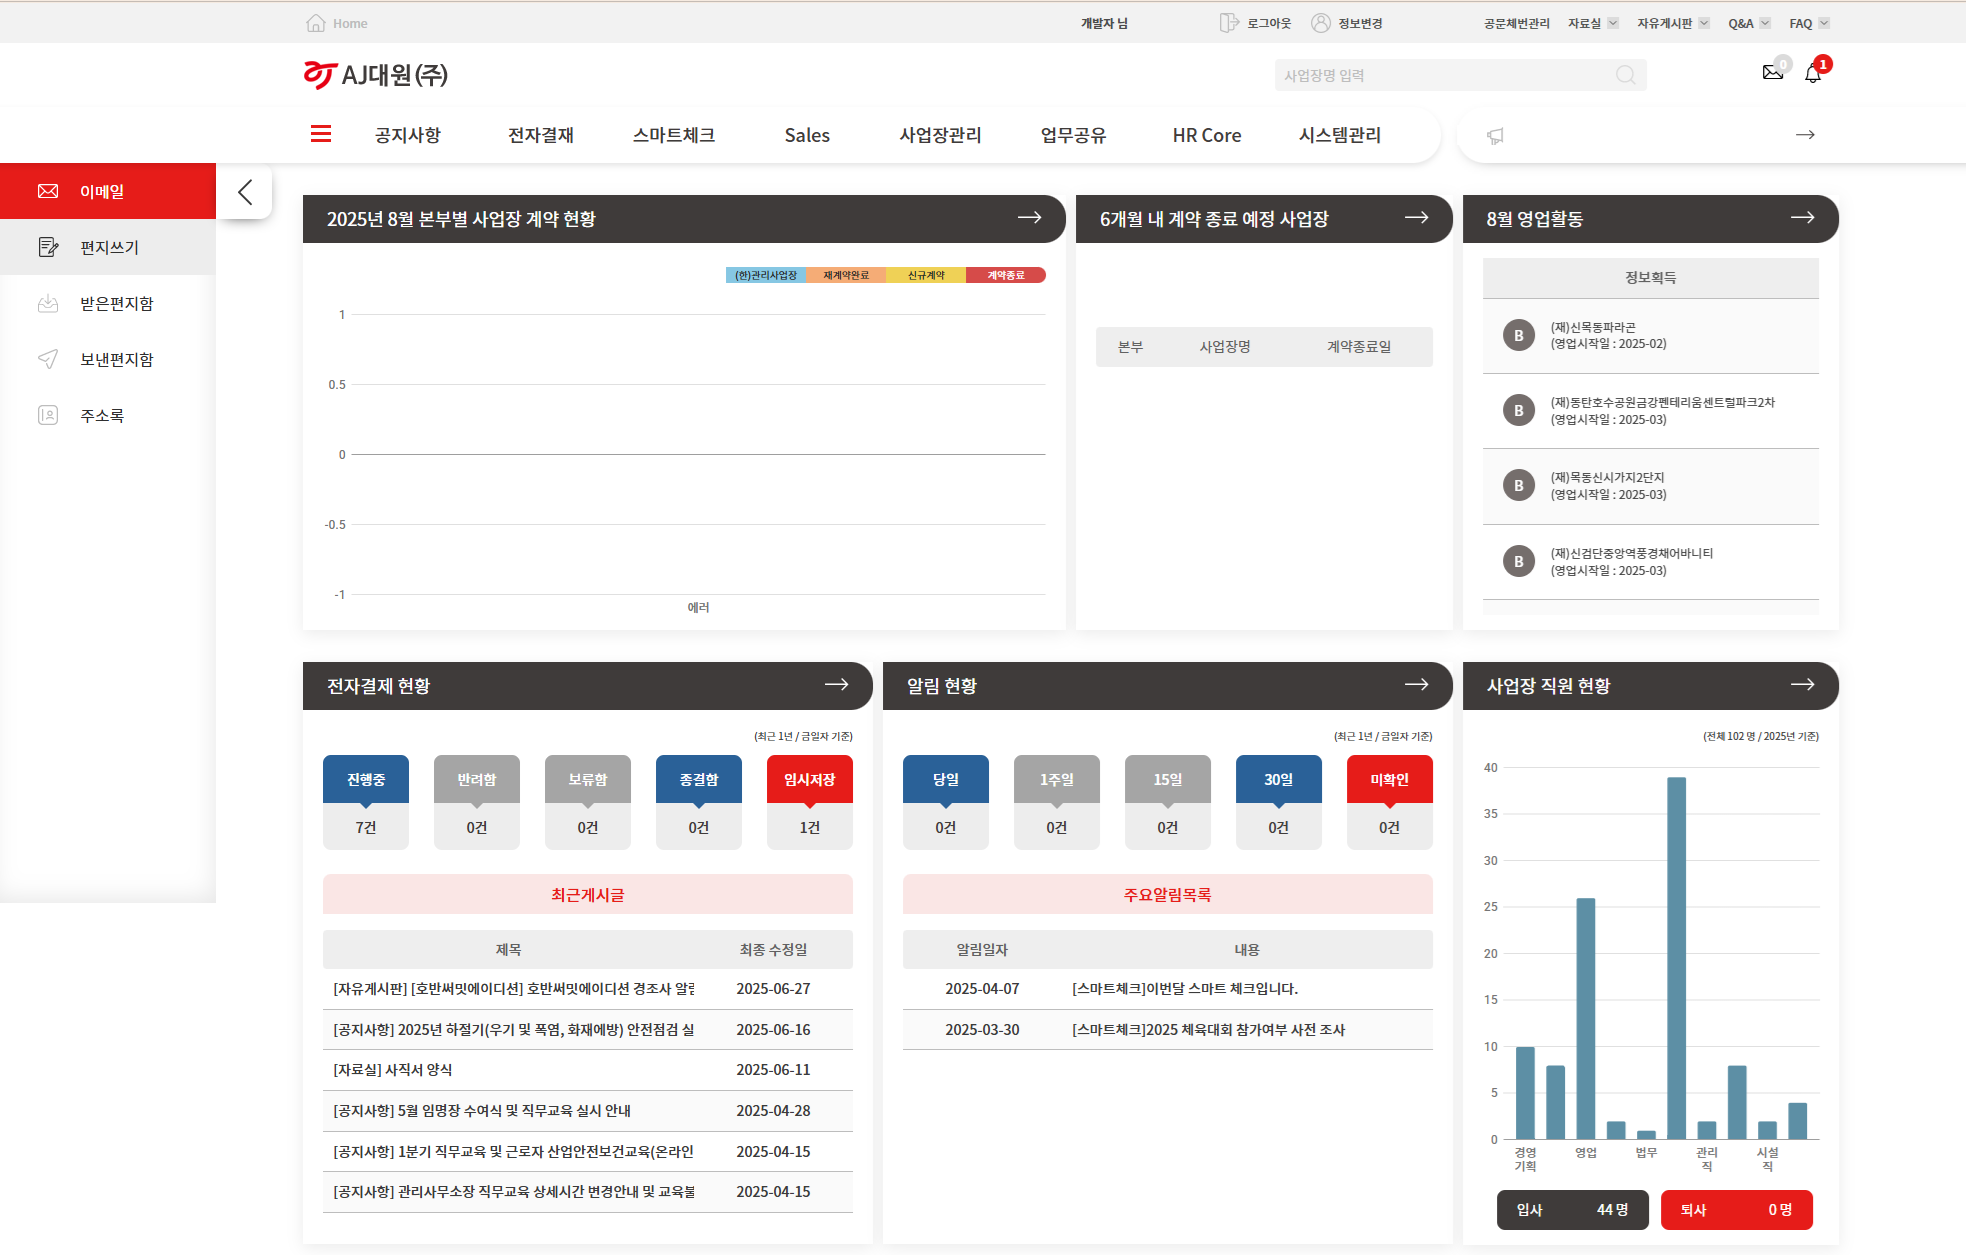 Home
개발자 님
로그아웃
정보변경
공문체번관리
자료실
자유게시판
Q&A
FAQ
AJ대원(주)
사업장명 입력
0
1
공지사항
전자결재
스마트체크
Sales
사업장관리
업무공유
HR Core
시스템관리
이메일
편지쓰기
받은편지함
보낸편지함
주소록
2025년 8월 본부별 사업장 계약 현황
(한)관리사업장
재계약완료
신규계약
계약종료
1
0.5
0
-0.5
-1
에러
6개월 내 계약 종료 예정 사업장
본부
사업장명
계약종료일
8월 영업활동
정보획득
B
(재)신목동파라곤
(영업시작일 : 2025-02)
B
(재)동탄호수공원금강펜테리움센트럴파크2차
(영업시작일 : 2025-03)
B
(재)목동신시가지2단지
(영업시작일 : 2025-03)
B
(재)신검단중앙역풍경채어바니티
(영업시작일 : 2025-03)
전자결제 현황
(최근 1년 / 금일자 기준)
진행중
반려함
보류함
종결함
임시저장
7건
0건
0건
0건
1건
최근게시글
제목
최종 수정일
[자유게시판] [호반써밋에이디션] 호반써밋에이디션 경조사 알림
2025-06-27
[공지사항] 2025년 하절기(우기 및 폭염, 화재예방) 안전점검 실
2025-06-16
[자료실] 사직서 양식
2025-06-11
[공지사항] 5월 임명장 수여식 및 직무교육 실시 안내
2025-04-28
[공지사항] 1분기 직무교육 및 근로자 산업안전보건교육(온라인
2025-04-15
[공지사항] 관리사무소장 직무교육 상세시간 변경안내 및 교육불
2025-04-15
알림 현황
(최근 1년 / 금일자 기준)
당일
1주일
15일
30일
미확인
0건
0건
0건
0건
0건
주요알림목록
알림일자
내용
2025-04-07
[스마트체크]이번달 스마트 체크입니다.
2025-03-30
[스마트체크]2025 체육대회 참가여부 사전 조사
사업장 직원 현황
(전체 102 명 / 2025년 기준)
40
35
30
25
20
15
10
5
0
경영
기획
영업
법무
관리
직
시설
직
입사
44 명
퇴사
0 명